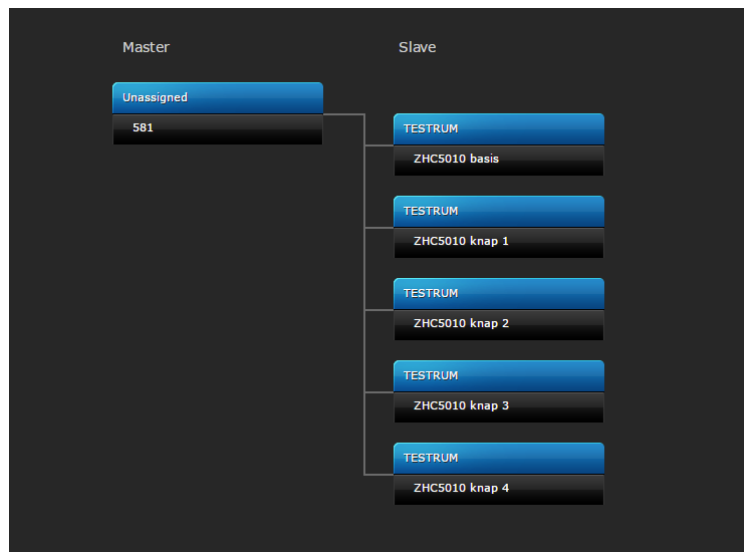 Master
Slave
Unassigned
581
TESTRUM
ZHC5010 basis
TESTRUM
ZHC5010 knap 1
TESTRUM
ZHC5010 knap 2
TESTRUM
ZHC5010 knap 3
TESTRUM
ZHC5010 knap 4